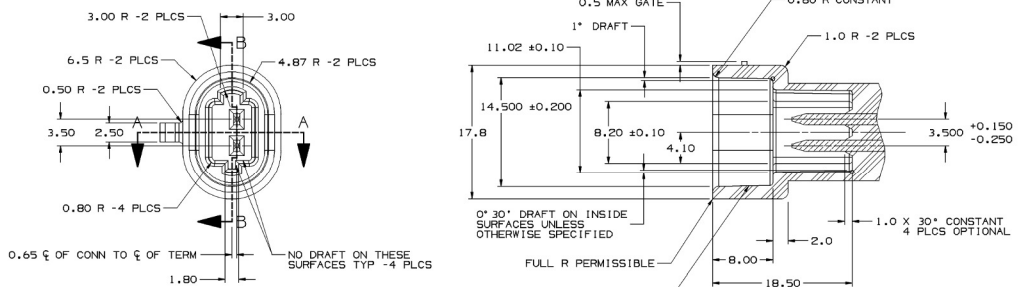 3.00 R -2 PLCS
3.00
B
6.5 R -2 PLCS
4.87 R -2 PLCS
0.50 R -2 PLCS
A
A
3.50
2.50
0.80 R -4 PLCS
B
0.65 ℄ OF CONN TO ℄ OF TERM
NO DRAFT ON THESE
SURFACES TYP -4 PLCS
1.80
0.5 MAX GATE
0.80 R CONSTANT
1° DRAFT
1.0 R -2 PLCS
11.02 ±0.10
14.500 ±0.200
17.8
8.20 ±0.10
4.10
3.500 +0.150
-0.250
0°30' DRAFT ON INSIDE
SURFACES UNLESS
OTHERWISE SPECIFIED
1.0 X 30° CONSTANT
4 PLCS OPTIONAL
2.0
FULL R PERMISSIBLE
8.00
18.50